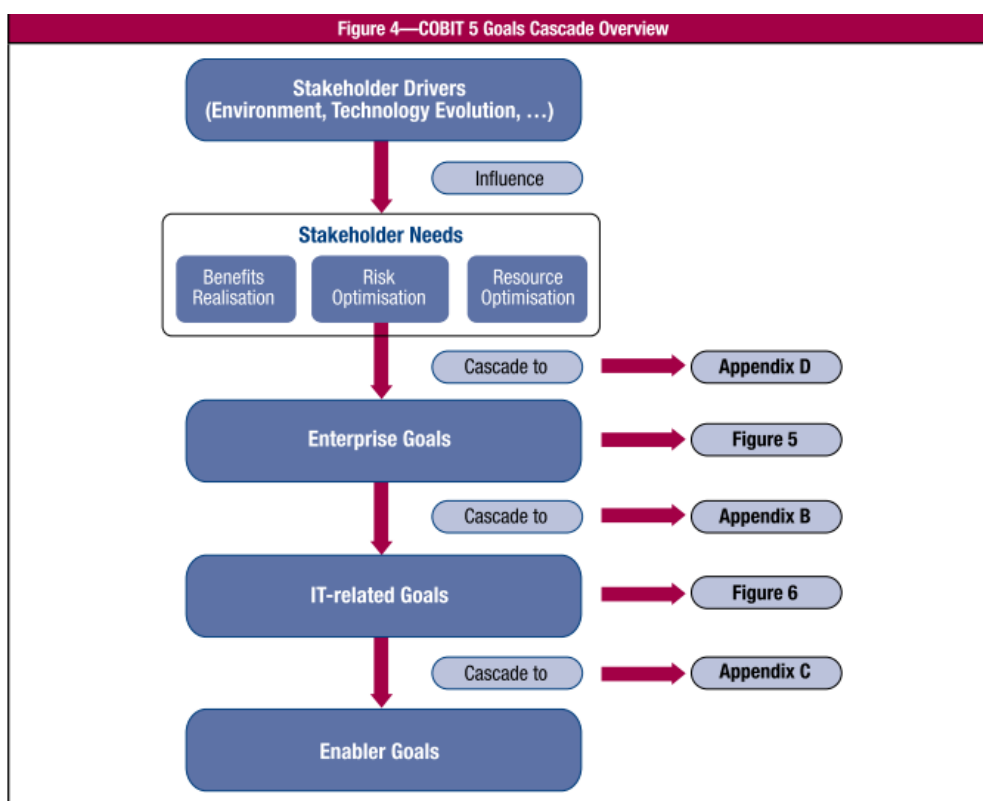 Figure 4—COBIT 5 Goals Cascade Overview
Stakeholder Drivers
(Environment, Technology Evolution, …)
Influence
Stakeholder Needs
Benefits
Realisation
Risk
Optimisation
Resource
Optimisation
Cascade to
Appendix D
Enterprise Goals
Figure 5
Cascade to
Appendix B
IT-related Goals
Figure 6
Cascade to
Appendix C
Enabler Goals